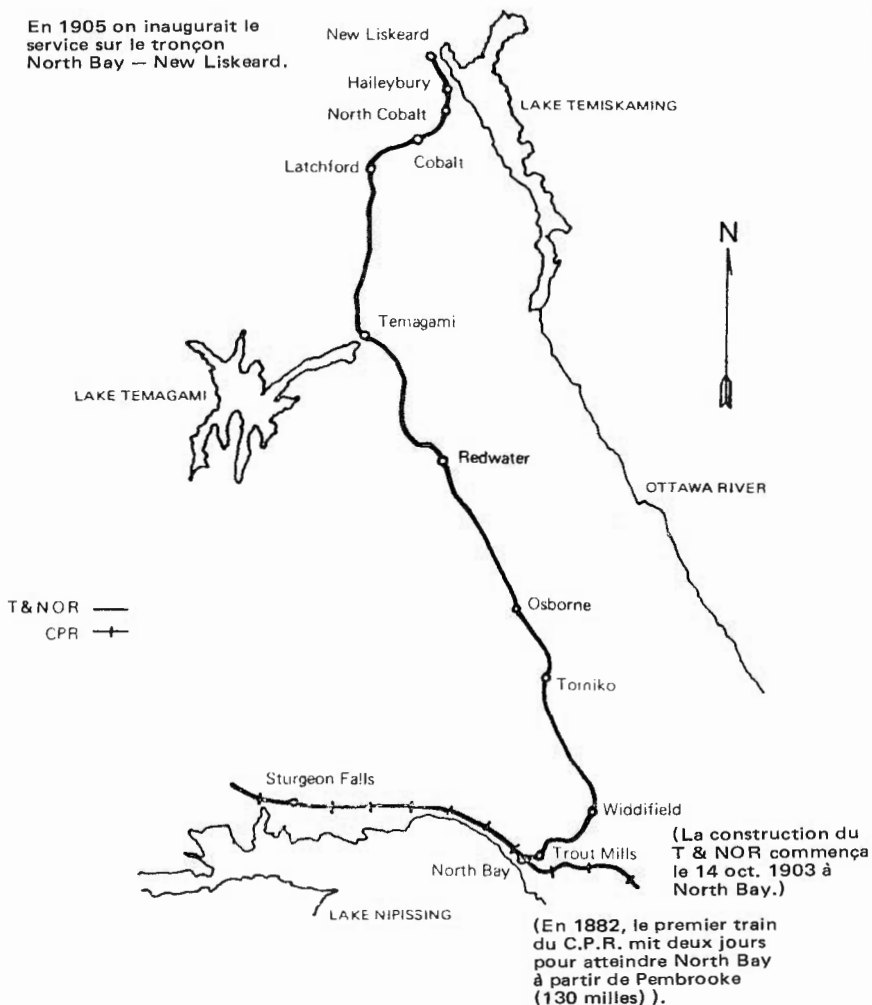 En 1905 on inaugurait le
service sur le tronçon
North Bay — New Liskeard.
New Liskeard
Haileybury
LAKE TEMISKAMING
North Cobalt
Cobalt
Latchford
N
Temagami
LAKE TEMAGAMI
Redwater
OTTAWA RIVER
T&NOR
CPR
Osborne
Tomiko
Sturgeon Falls
Widdifield
Trout Mills
North Bay
(La construction du
T & NOR commença
le 14 oct. 1903 à
North Bay.)
LAKE NIPISSING
(En 1882, le premier train
du C.P.R. mit deux jours
pour atteindre North Bay
à partir de Pembrooke
(130 milles) ).